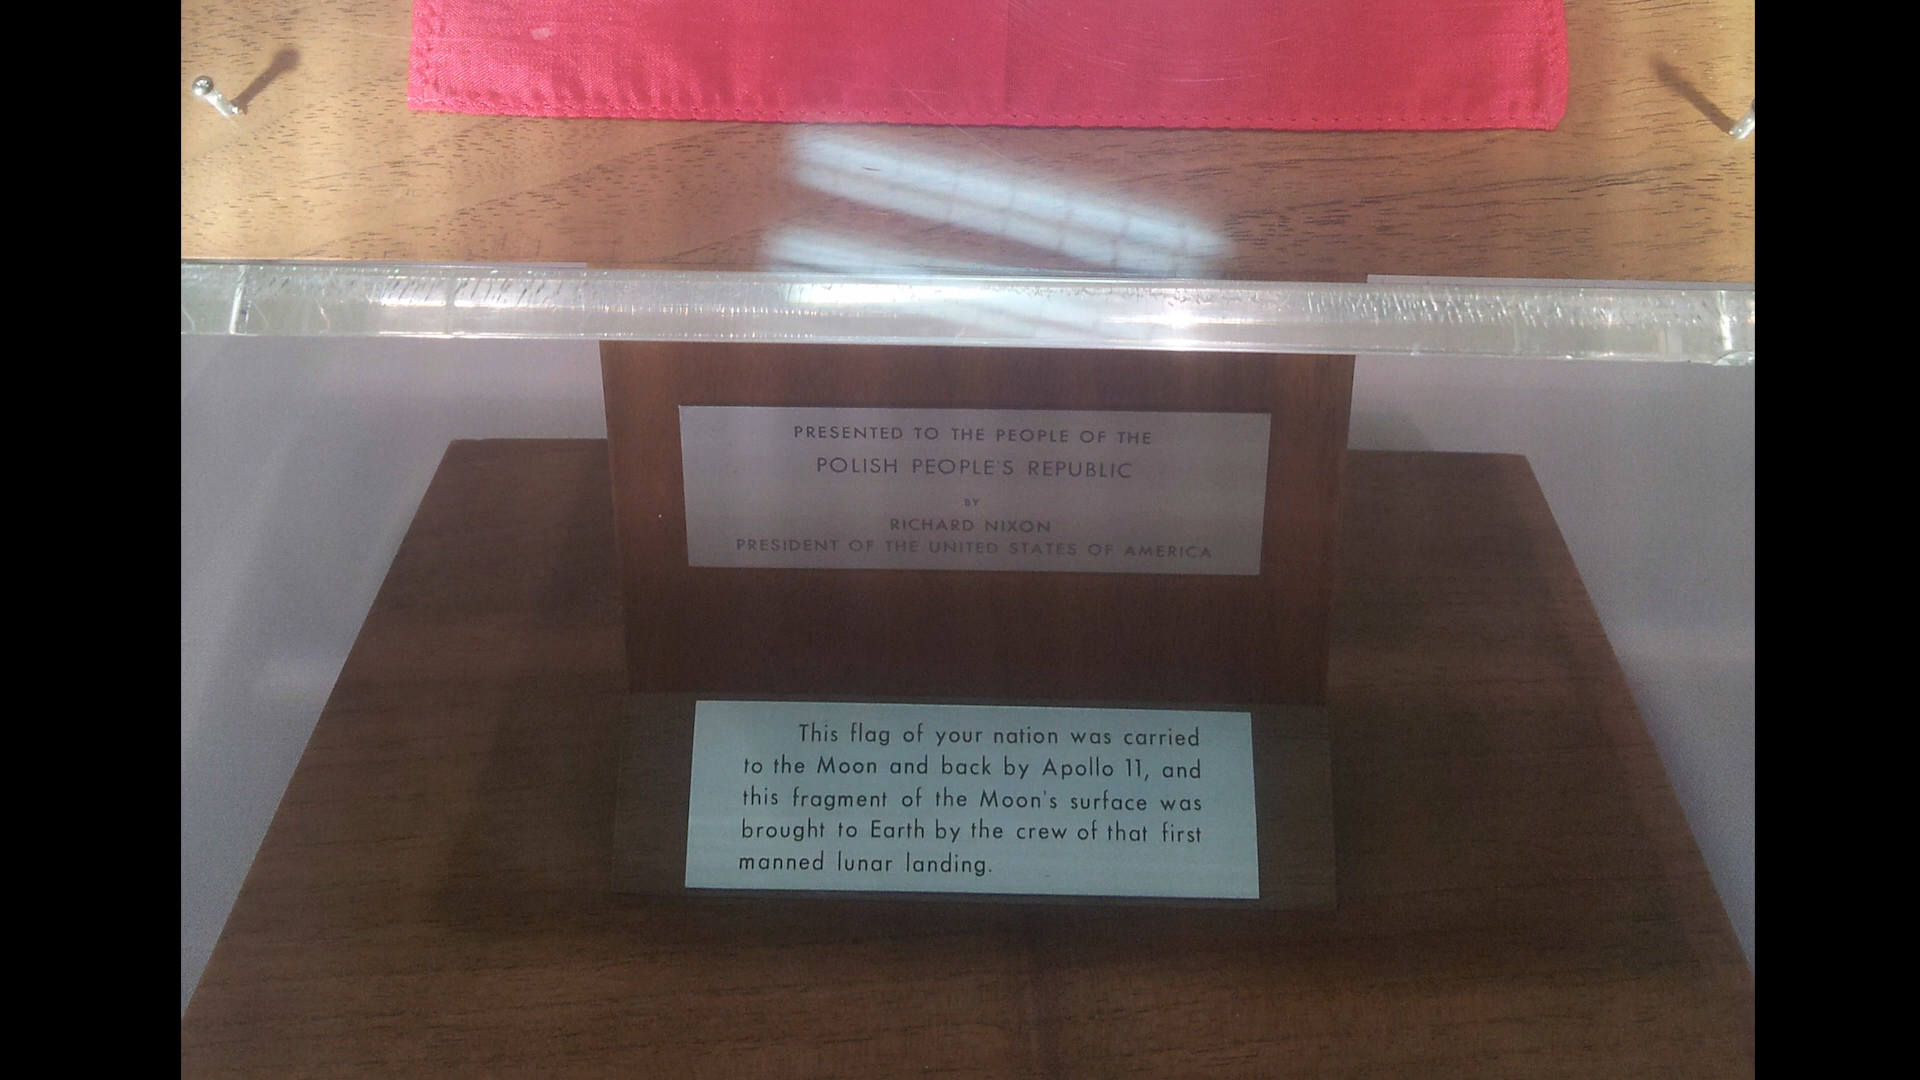 PRESENTED TO THE PEOPLE OF THE
POLISH PEOPLE'S REPUBLIC
BY
RICHARD NIXON
PRESIDENT OF THE UNITED STATES OF AMERICA
This flag of your nation was carried
to the Moon and back by Apollo 11, and
this fragment of the Moon's surface was
brought to Earth by the crew of that first
manned lunar landing.